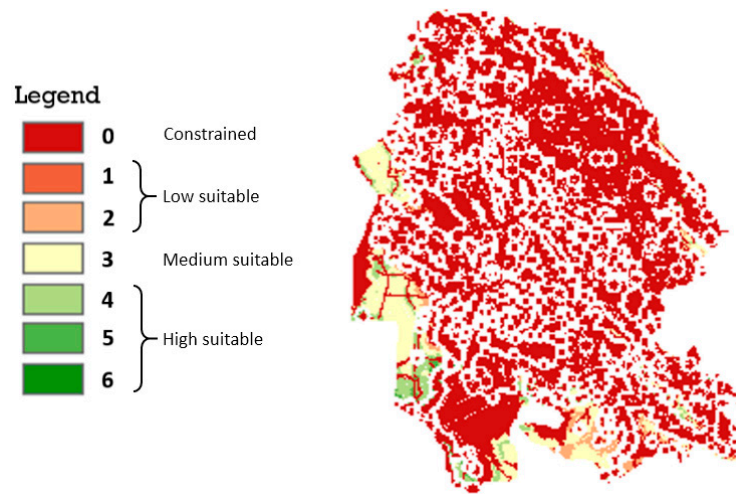 Legend
0 Constrained
1
Low suitable
2
3 Medium suitable
4
5 High suitable
6